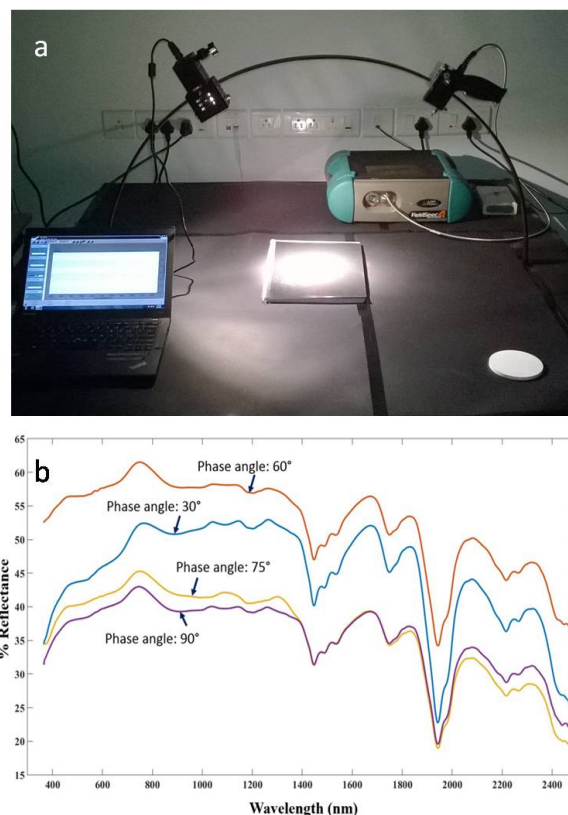 a
FieldSpec
b
65
60
55
50
45
40
35
30
25
20
15
% Reflectance
Phase angle: 60°
Phase angle: 30°
Phase angle: 75°
Phase angle: 90°
400 600 800 1000 1200 1400 1600 1800 2000 2200 2400
Wavelength (nm)